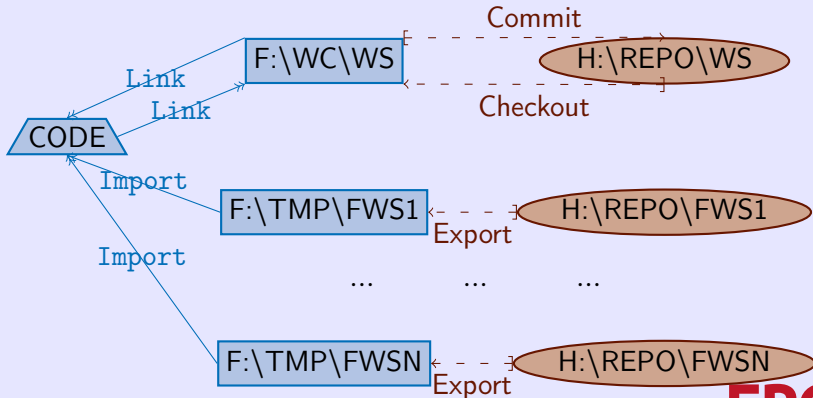 Commit
F:\WC\WS
H:\REPO\WS
Link
Checkout
Link
CODE
Import
F:\TMP\FWS1
H:\REPO\FWS1
Export
Import
... ... ...
F:\TMP\FWSN
H:\REPO\FWSN
Export